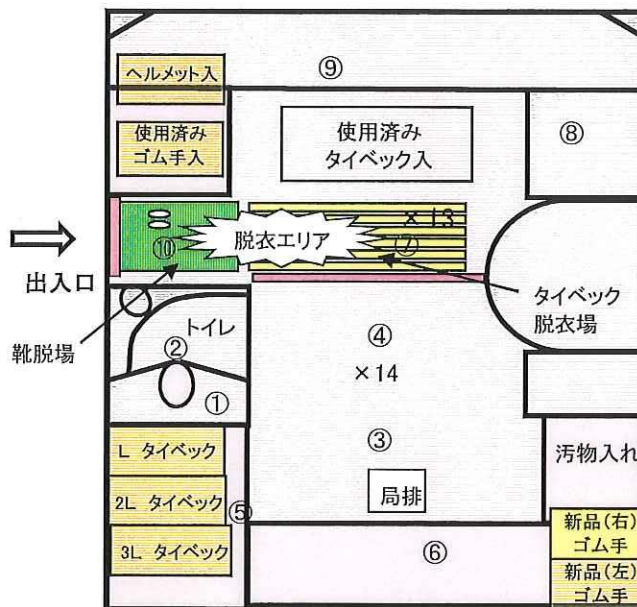 ⑨
ヘルメット入
使用済み
ゴム手入
使用済み
タイベック入
⑧
×13
脱衣エリア
⑩
⑦
出入口
靴脱場
タイベック
脱衣場
トイレ
②
①
④
×14
③
局排
L タイベック
2L タイベック
3L タイベック
⑤
⑥
汚物入れ
新品(右)
ゴム手
新品(左)
ゴム手